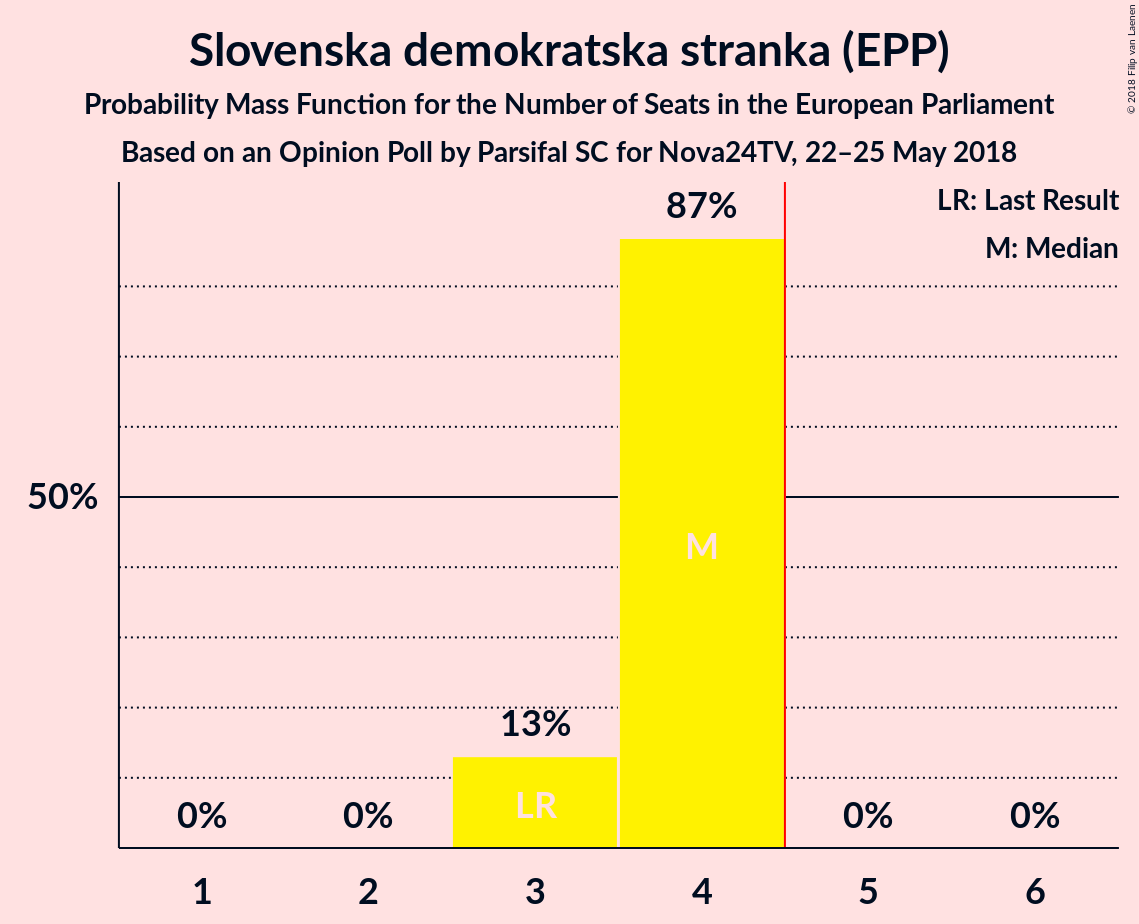 Slovenska demokratska stranka (EPP)
Probability Mass Function for the Number of Seats in the European Parliament
Based on an Opinion Poll by Parsifal SC for Nova24TV, 22–25 May 2018
© 2018 Filip van Laenen
LR: Last Result
M: Median
87%
50%
M
13%
LR
0%
0%
0%
0%
1
2
3
4
5
6